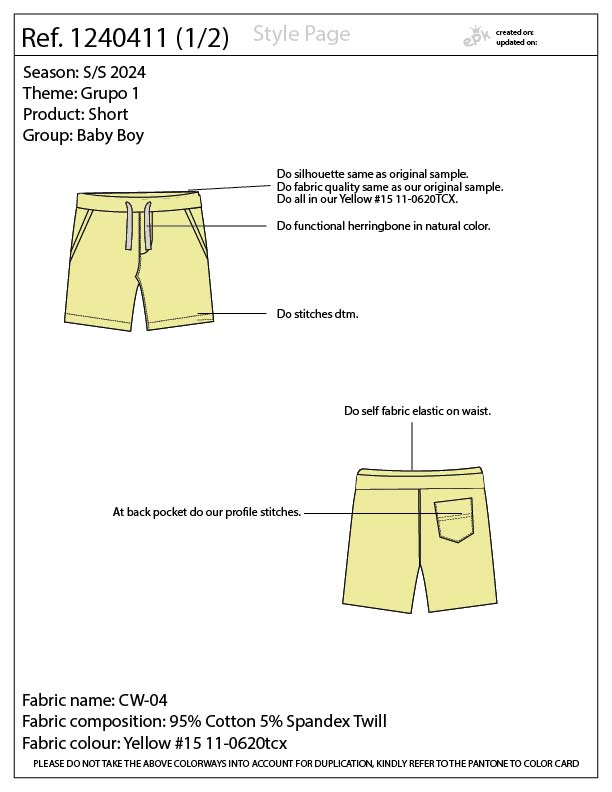 Ref. 1240411 (1/2)
Style Page
epk
created on:
updated on:
Season: S/S 2024
Theme: Grupo 1
Product: Short
Group: Baby Boy
Do silhouette same as original sample.
Do fabric quality same as our original sample.
Do all in our Yellow #15 11-0620TCX.
Do functional herringbone in natural color.
Do stitches dtm.
Do self fabric elastic on waist.
At back pocket do our profile stitches.
Fabric name: CW-04
Fabric composition: 95% Cotton 5% Spandex Twill
Fabric colour: Yellow #15 11-0620tcx
PLEASE DO NOT TAKE THE ABOVE COLORWAYS INTO ACCOUNT FOR DUPLICATION, KINDLY REFER TO THE PANTONE TO COLOR CARD